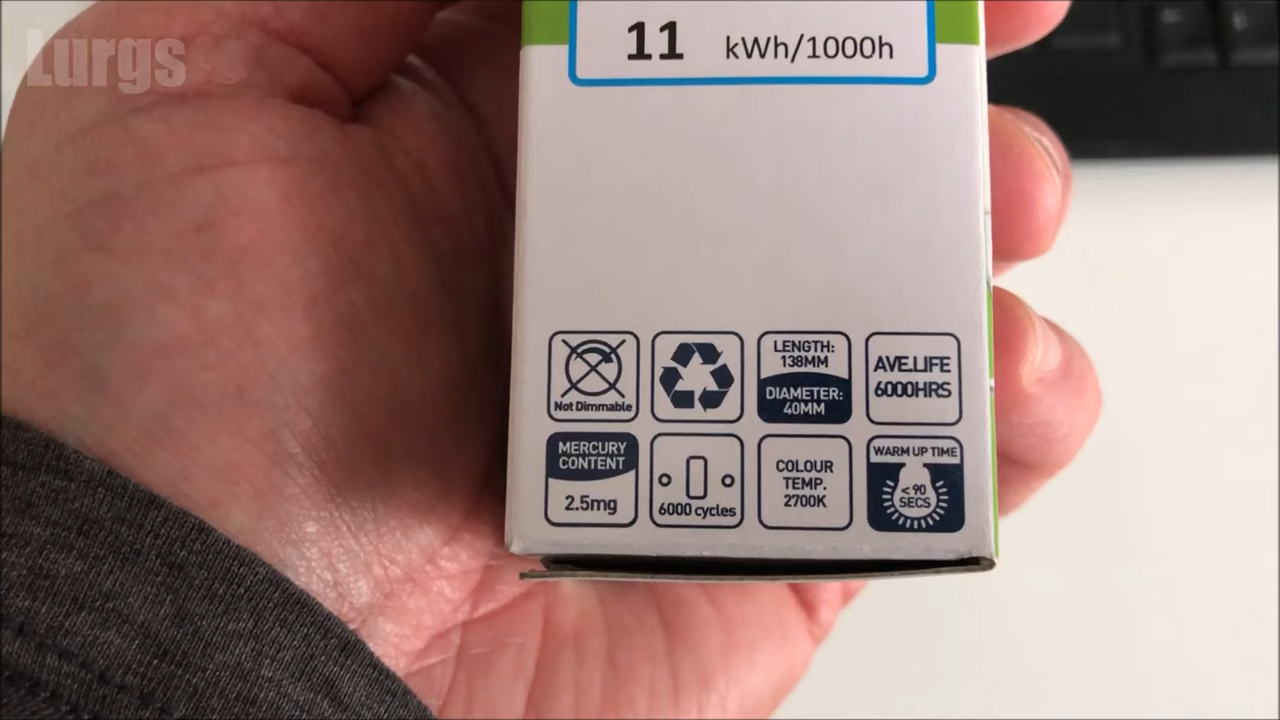 Lurgs
11 kWh/1000h
Not Dimmable
LENGTH:
138MM
DIAMETER:
40MM
AVE.LIFE
6000HRS
MERCURY
CONTENT
2.5mg
6000 cycles
COLOUR
TEMP.
2700K
WARM UP TIME
<90
SECS